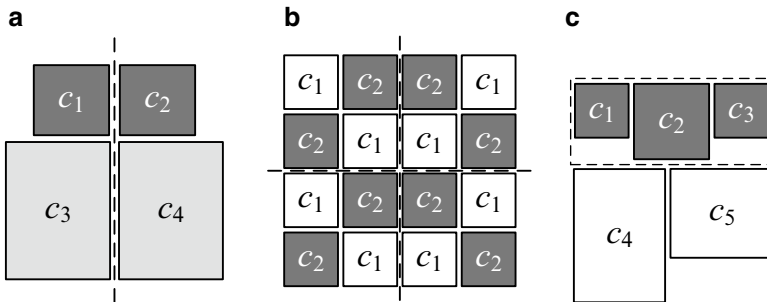 a b c
c1 c2
c3 c4
c1 c2 c2 c1
c2 c1 c1 c2
c1 c2 c2 c1
c2 c1 c1 c2
c1 c2 c3
c4 c5